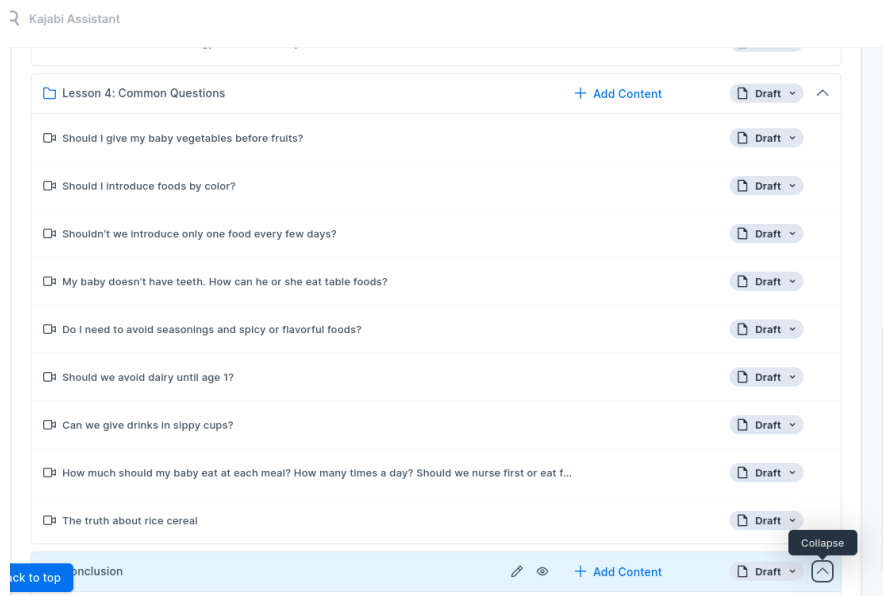 Kajabi Assistant
Lesson 4: Common Questions
Add Content
Draft
Should I give my baby vegetables before fruits?
Draft
Should I introduce foods by color?
Draft
Shouldn't we introduce only one food every few days?
Draft
My baby doesn't have teeth. How can he or she eat table foods?
Draft
Do I need to avoid seasonings and spicy or flavorful foods?
Draft
Should we avoid dairy until age 1?
Draft
Can we give drinks in sippy cups?
Draft
How much should my baby eat at each meal? How many times a day? Should we nurse first or eat f...
Draft
The truth about rice cereal
Draft
Collapse
ck to top
onclusion
Add Content
Draft